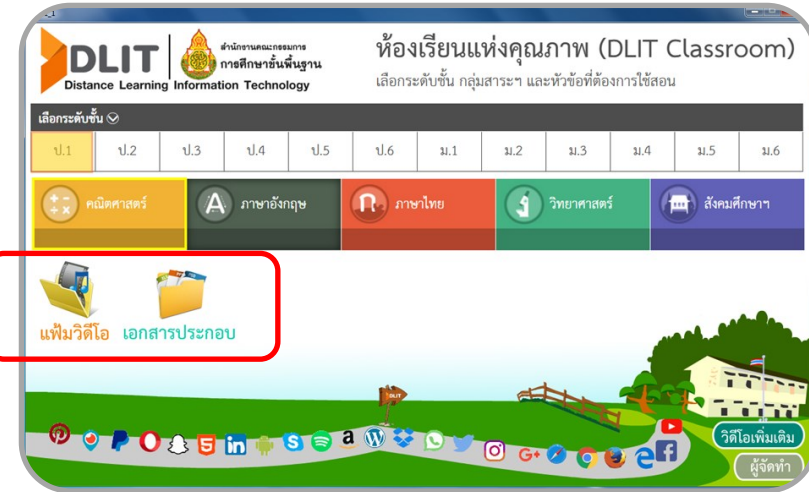 DLIT
Distance Learning Information Technology
สำนักงานคณะกรรมการ
การศึกษาขั้นพื้นฐาน
ห้องเรียนแห่งคุณภาพ (DLIT Classroom)
เลือกระดับชั้น กลุ่มสาระฯ และหัวข้อที่ต้องการใช้สอน
เลือกระดับชั้น
ป.1 ป.2 ป.3 ป.4 ป.5 ป.6 ม.1 ม.2 ม.3 ม.4 ม.5 ม.6
คณิตศาสตร์ ภาษาอังกฤษ ภาษาไทย วิทยาศาสตร์ สังคมศึกษาฯ
แฟ้มวิดีโอ เอกสารประกอบ
DLIT
วิดีโอเพิ่มเติม
ผู้จัดทำ